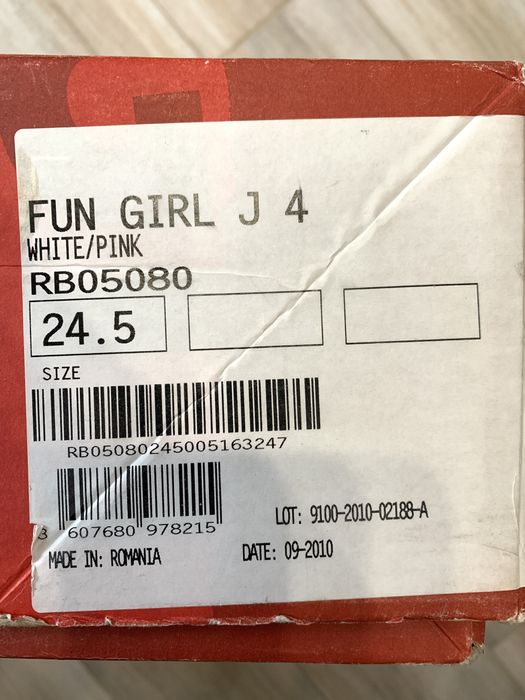 FUN GIRL J 4
WHITE/PINK
RB05080
24.5
SIZE
RB05080245005163247
3 607680 978215
LOT: 9100-2010-02188-A
MADE IN: ROMANIA DATE: 09-2010